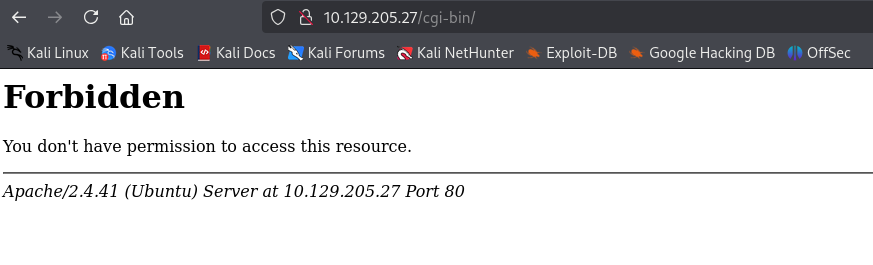 10.129.205.27/cgi-bin/
Kali Linux Kali Tools Kali Docs Kali Forums Kali NetHunter Exploit-DB Google Hacking DB OffSec
Forbidden
You don't have permission to access this resource.
Apache/2.4.41 (Ubuntu) Server at 10.129.205.27 Port 80